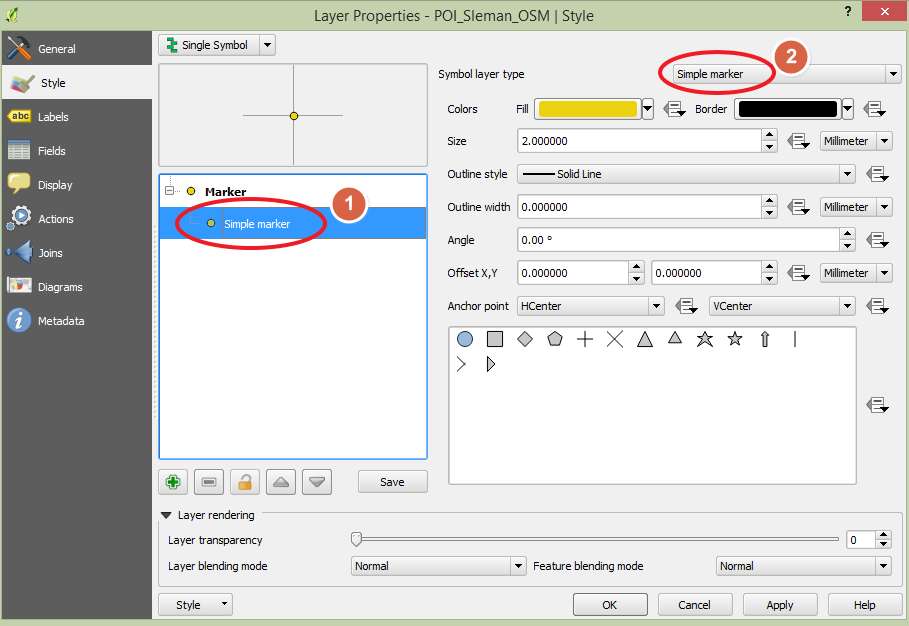 Layer Properties - POI_Sleman_OSM | Style
?
General
Style
abc Labels
Fields
Display
Actions
Joins
Diagrams
Metadata
Single Symbol
Marker
Simple marker
1
Save
Symbol layer type
Simple marker
2
Colors Fill Border
Size 2.000000 Millimeter
Outline style Solid Line
Outline width 0.000000 Millimeter
Angle 0.00 °
Offset X,Y 0.000000 0.000000 Millimeter
Anchor point HCenter VCenter
Layer rendering
Layer transparency 0
Layer blending mode Normal Feature blending mode Normal
Style OK Cancel Apply Help